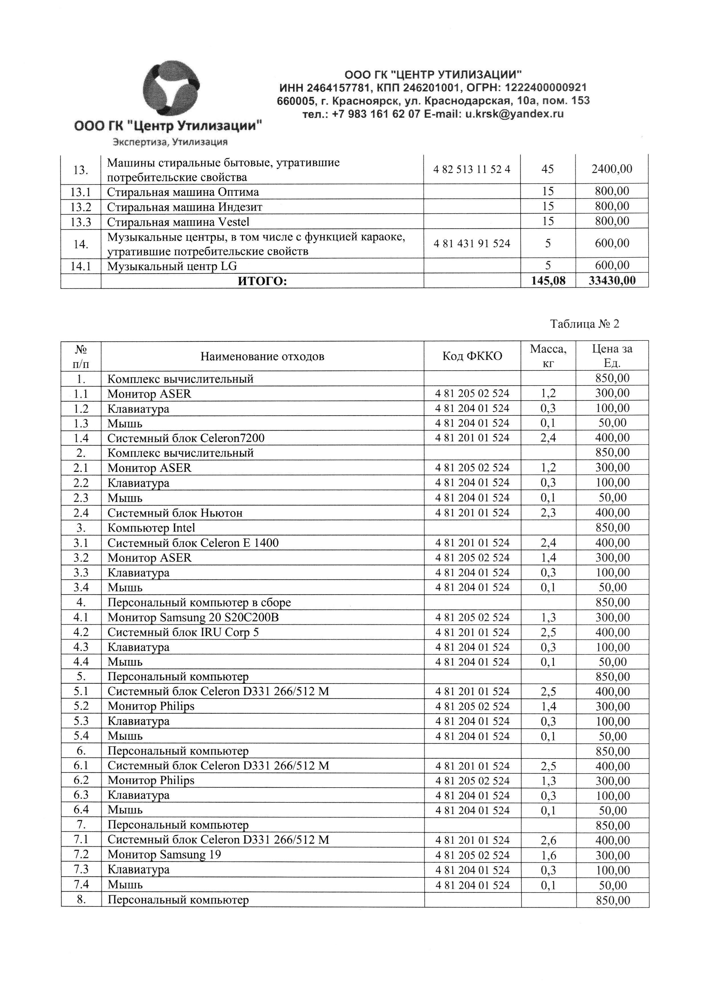 ООО ГК "Центр Утилизации"
Экспертиза, Утилизация
ООО ГК "ЦЕНТР УТИЛИЗАЦИИ"
ИНН 2464157781, КПП 246201001, ОГРН: 1222400000921
660005, г. Красноярск, ул. Краснодарская, 10а, пом. 153
тел.: +7 983 161 62 07 E-mail: u.krsk@yandex.ru
13. Машины стиральные бытовые, утратившие потребительские свойства 4 82 513 11 52 4 45 2400,00
13.1 Стиральная машина Оптима 15 800,00
13.2 Стиральная машина Индезит 15 800,00
13.3 Стиральная машина Vestel 15 800,00
14. Музыкальные центры, в том числе с функцией караоке, утратившие потребительские свойств 4 81 431 91 524 5 600,00
14.1 Музыкальный центр LG 5 600,00
ИТОГО: 145,08 33430,00
Таблица № 2
№ п/п Наименование отходов Код ФККО Масса, кг Цена за Ед.
1. Комплекс вычислительный 850,00
1.1 Монитор ASER 4 81 205 02 524 1,2 300,00
1.2 Клавиатура 4 81 204 01 524 0,3 100,00
1.3 Мышь 4 81 204 01 524 0,1 50,00
1.4 Системный блок Celeron7200 4 81 201 01 524 2,4 400,00
2. Комплекс вычислительный 850,00
2.1 Монитор ASER 4 81 205 02 524 1,2 300,00
2.2 Клавиатура 4 81 204 01 524 0,3 100,00
2.3 Мышь 4 81 204 01 524 0,1 50,00
2.4 Системный блок Ньютон 4 81 201 01 524 2,3 400,00
3. Компьютер Intel 850,00
3.1 Системный блок Celeron E 1400 4 81 201 01 524 2,4 400,00
3.2 Монитор ASER 4 81 205 02 524 1,4 300,00
3.3 Клавиатура 4 81 204 01 524 0,3 100,00
3.4 Мышь 4 81 204 01 524 0,1 50,00
4. Персональный компьютер в сборе 850,00
4.1 Монитор Samsung 20 S20C200B 4 81 205 02 524 1,3 300,00
4.2 Системный блок IRU Corp 5 4 81 201 01 524 2,5 400,00
4.3 Клавиатура 4 81 204 01 524 0,3 100,00
4.4 Мышь 4 81 204 01 524 0,1 50,00
5. Персональный компьютер 850,00
5.1 Системный блок Celeron D331 266/512 М 4 81 201 01 524 2,5 400,00
5.2 Монитор Philips 4 81 205 02 524 1,4 300,00
5.3 Клавиатура 4 81 204 01 524 0,3 100,00
5.4 Мышь 4 81 204 01 524 0,1 50,00
6. Персональный компьютер 850,00
6.1 Системный блок Celeron D331 266/512 М 4 81 201 01 524 2,5 400,00
6.2 Монитор Philips 4 81 205 02 524 1,3 300,00
6.3 Клавиатура 4 81 204 01 524 0,3 100,00
6.4 Мышь 4 81 204 01 524 0,1 50,00
7. Персональный компьютер 850,00
7.1 Системный блок Celeron D331 266/512 М 4 81 201 01 524 2,6 400,00
7.2 Монитор Samsung 19 4 81 205 02 524 1,6 300,00
7.3 Клавиатура 4 81 204 01 524 0,3 100,00
7.4 Мышь 4 81 204 01 524 0,1 50,00
8. Персональный компьютер 850,00